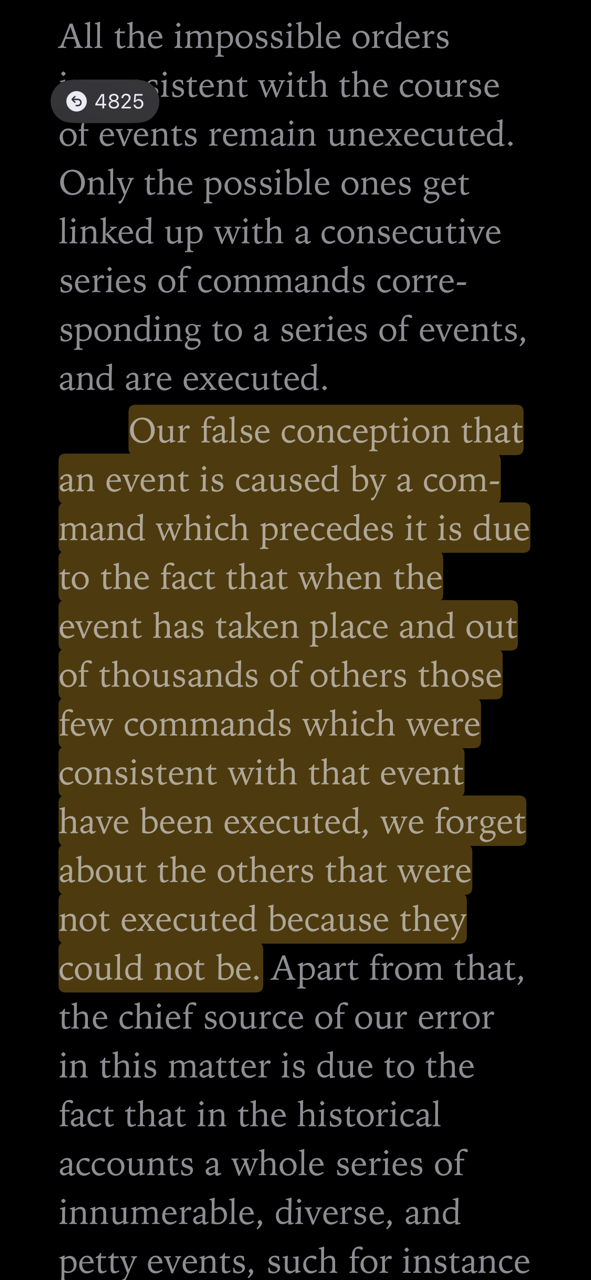 All the impossible orders
sistent with the course
4825
of events remain unexecuted.
Only the possible ones get
linked up with a consecutive
series of commands corre-
sponding to a series of events,
and are executed.
Our false conception that
an event is caused by a com-
mand which precedes it is due
to the fact that when the
event has taken place and out
of thousands of others those
few commands which were
consistent with that event
have been executed, we forget
about the others that were
not executed because they
could not be. Apart from that,
the chief source of our error
in this matter is due to the
fact that in the historical
accounts a whole series of
innumerable, diverse, and
petty events, such for instance